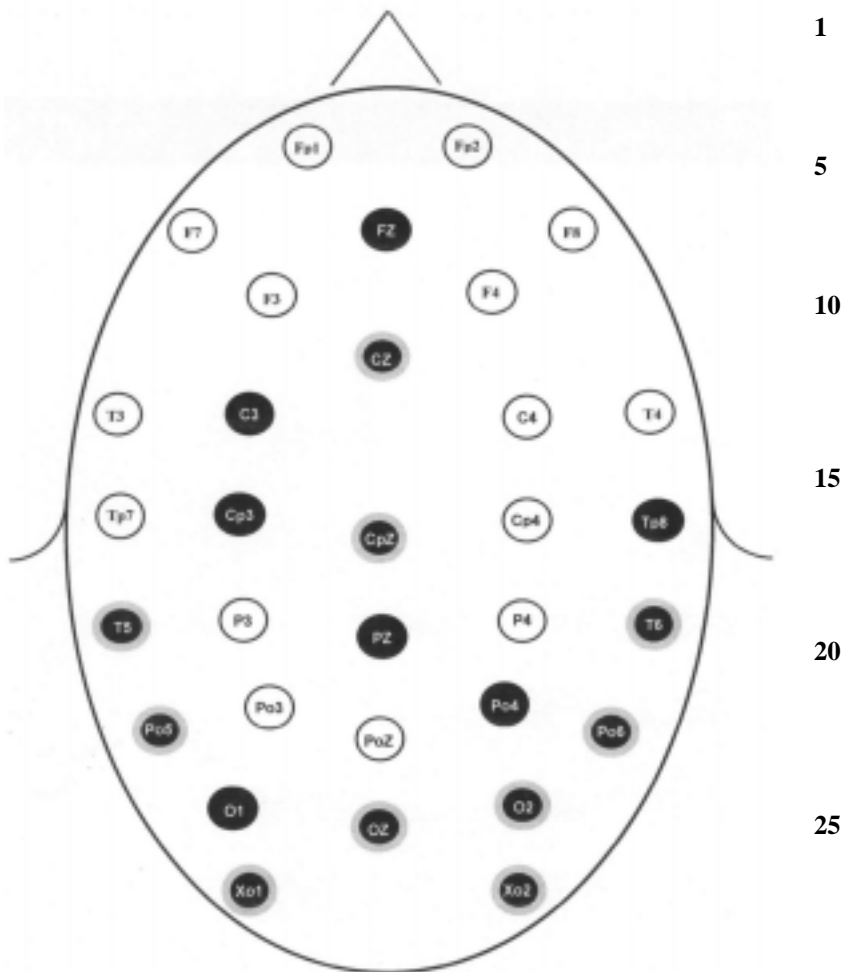 1
Fp1 Fp2
5
F7 FZ F8
F3 F4
10
CZ
T3 C3 C4 T4
15
Tp7 Cp3 CpZ Cp4 Tp8
T5 P3 PZ P4 T6
20
Po3 Po4
Po5 PoZ Po6
O1 OZ O2
25
Xo1 Xo2